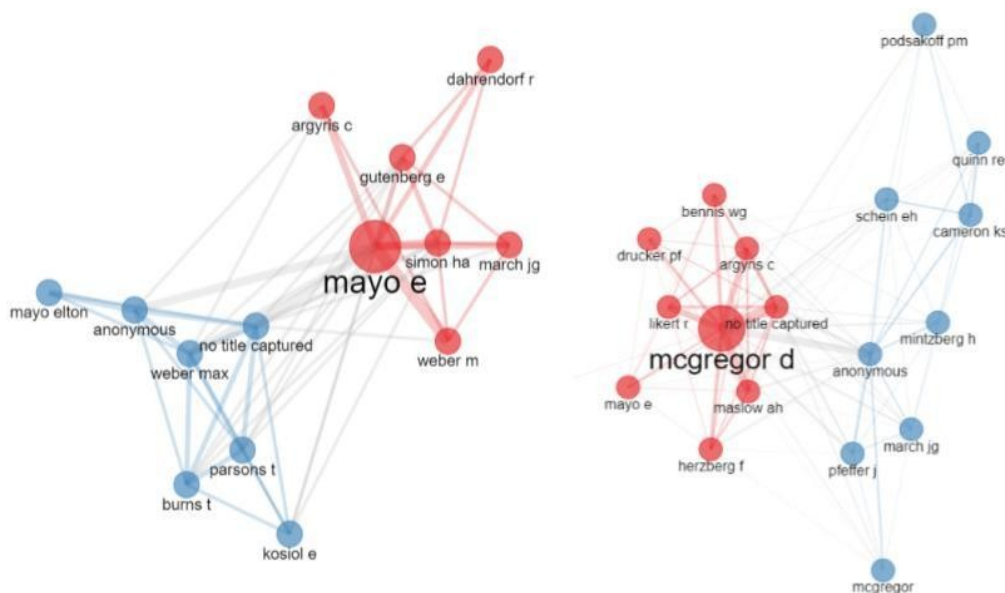 dahrendorf r
argyris c
gutenberg e
simon ha
march jg
mayo e
weber m
mayo elton
anonymous
no title captured
weber max
parsons t
burns t
kosiol e
podsakoff pm
quinn re
schein eh
cameron ks
bennis wg
drucker pf
argyris c
likert r
no title captured
mcgregor d
mintzberg h
anonymous
mayo e
maslow ah
march jg
herzberg f
pfeffer j
mcgregor